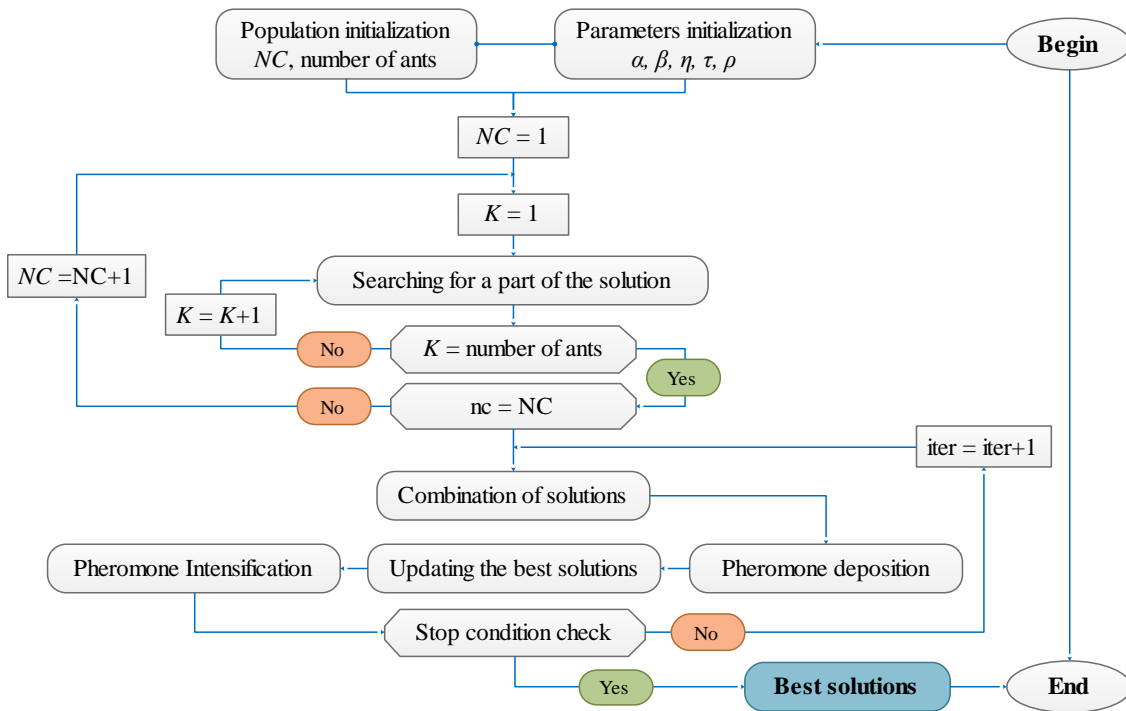 Population initialization
NC, number of ants
Parameters initialization
α, β, η, τ, ρ
Begin
NC = 1
K = 1
NC =NC+1
Searching for a part of the solution
K = K+1
No
K = number of ants
Yes
No
nc = NC
iter = iter+1
Combination of solutions
Pheromone Intensification
Updating the best solutions
Pheromone deposition
Stop condition check
No
Yes
Best solutions
End